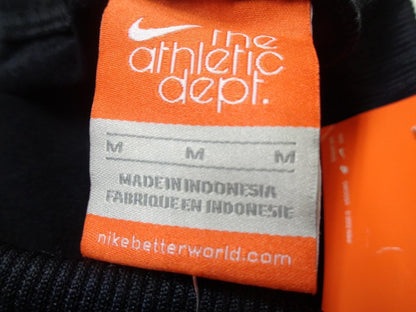 the
athletic
dept.
M M M
MADE IN INDONESIA
FABRIQUE EN INDONESIE
nikebetterworld.com